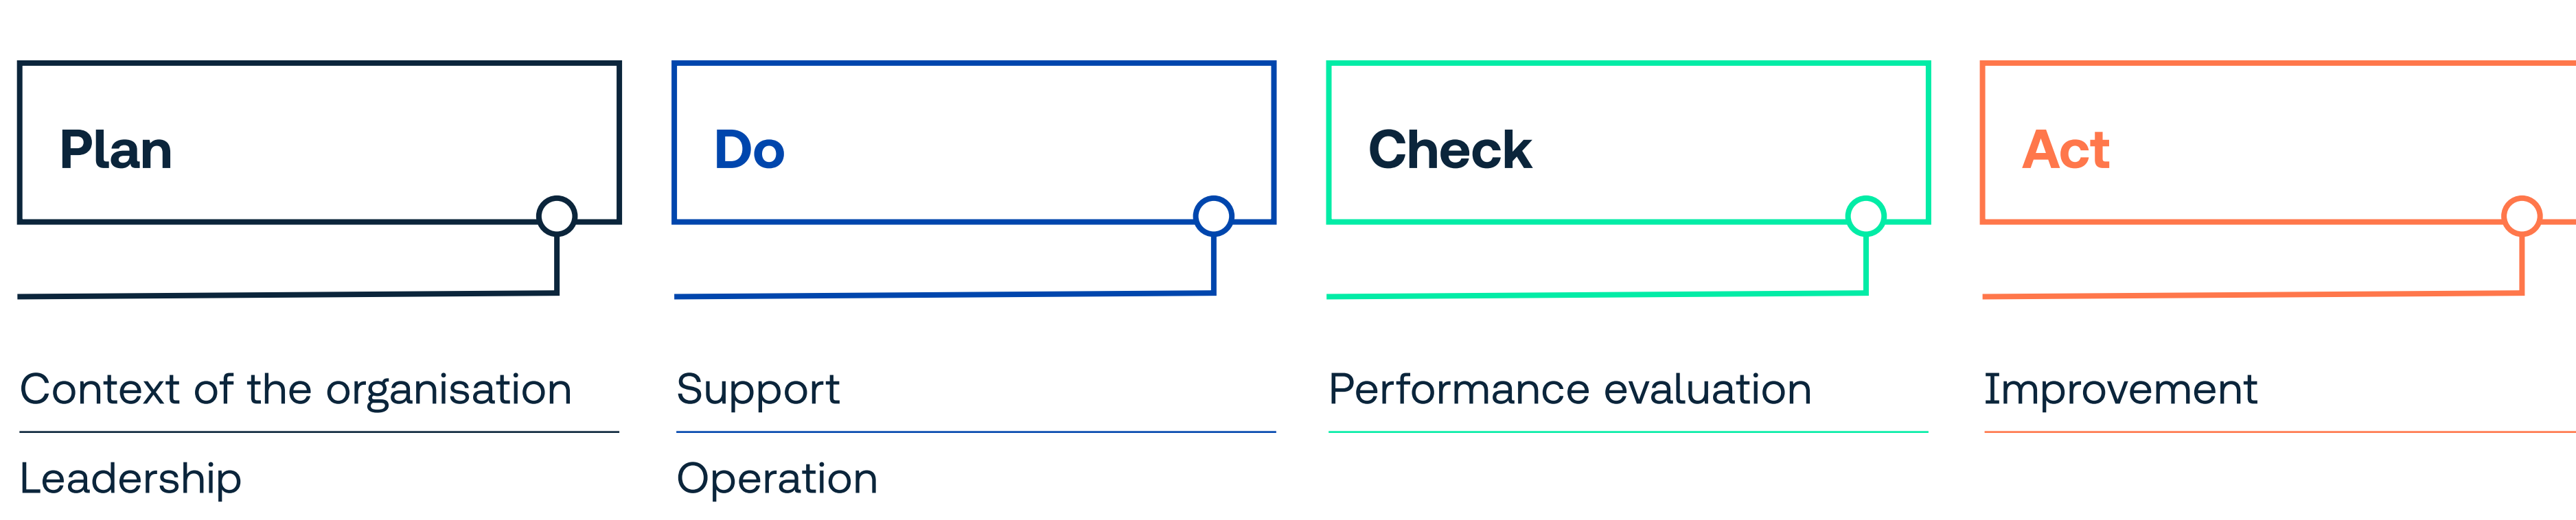 Plan
Do
Check
Act
Context of the organisation
Support
Performance evaluation
Improvement
Leadership
Operation